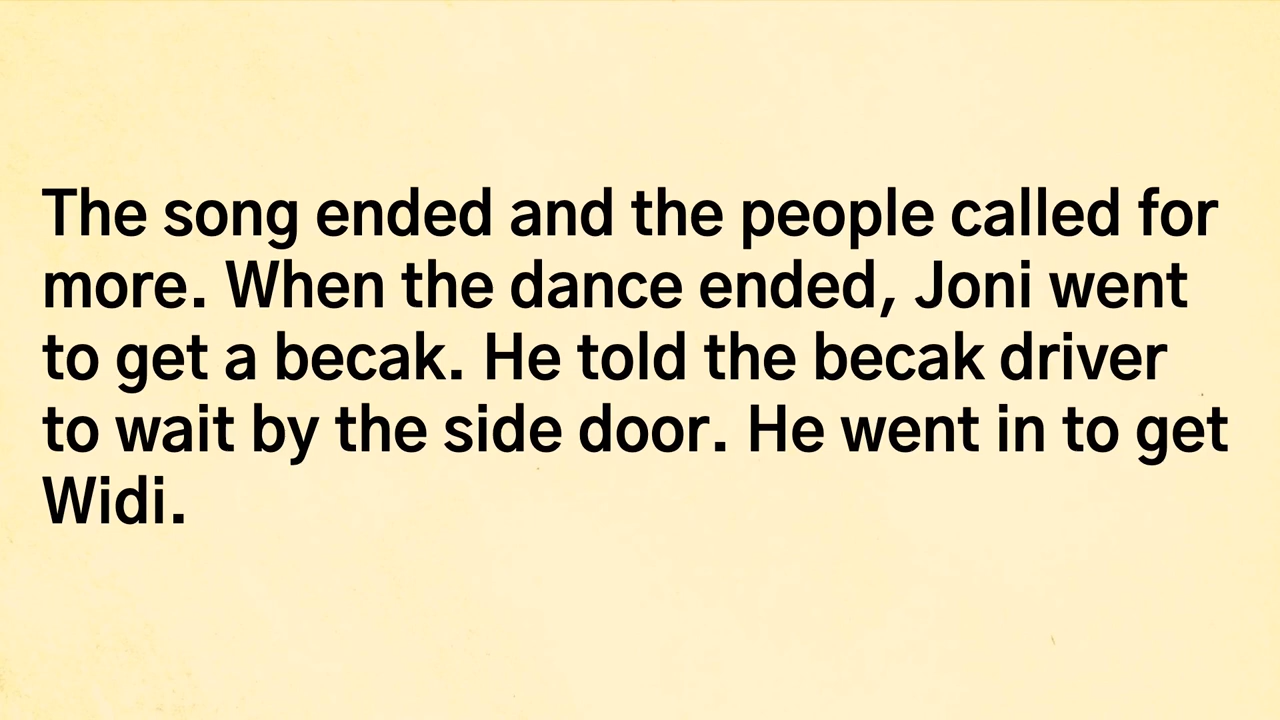 The song ended and the people called for
more. When the dance ended, Joni went
to get a becak. He told the becak driver
to wait by the side door. He went in to get
Widi.